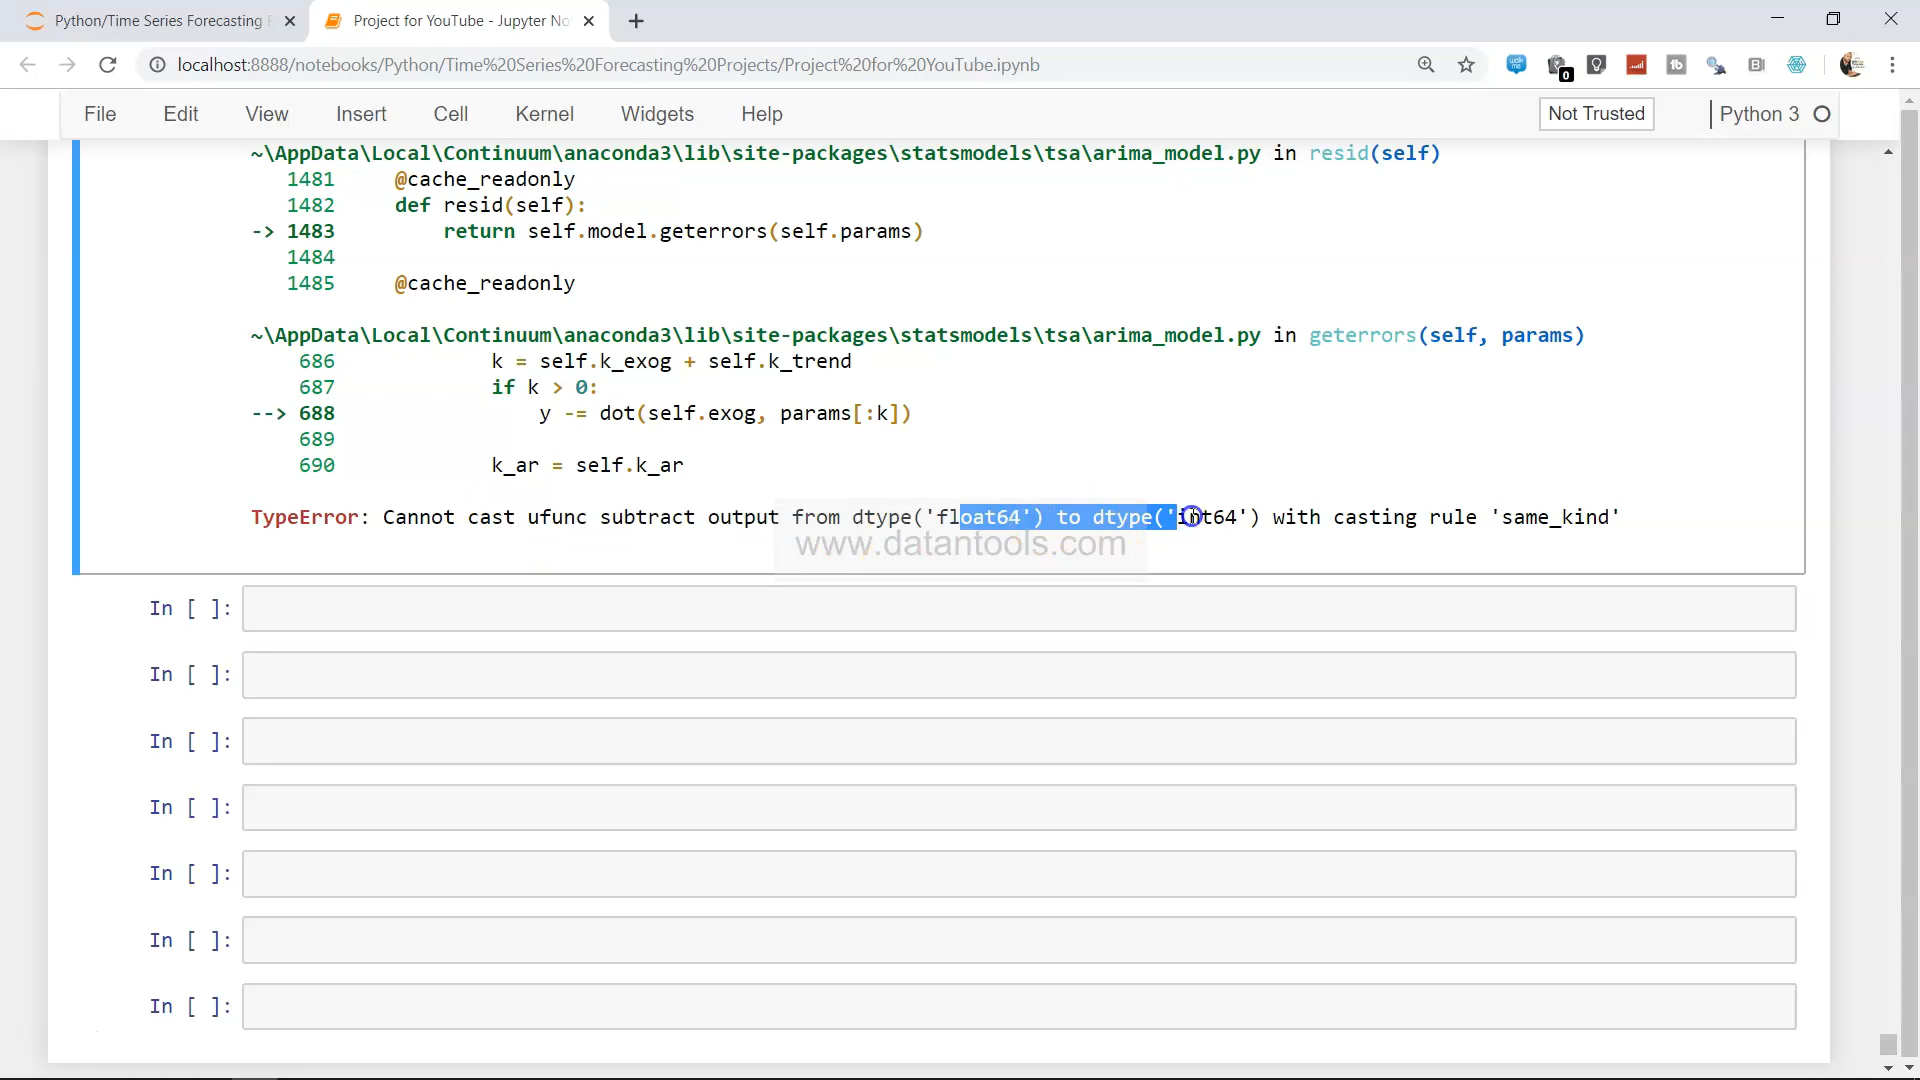 Python/Time Series Forecasting
Project for YouTube - Jupyter No
localhost:8888/notebooks/Python/Time%20Series%20Forecasting%20Projects/Project%20for%20YouTube.ipynb
0
File Edit View Insert Cell Kernel Widgets Help Not Trusted Python 3
~\AppData\Local\Continuum\anaconda3\lib\site-packages\statsmodels\tsa\arima_model.py in resid(self)
1481     @cache_readonly
1482     def resid(self):
-> 1483         return self.model.geterrors(self.params)
1484
1485     @cache_readonly
~\AppData\Local\Continuum\anaconda3\lib\site-packages\statsmodels\tsa\arima_model.py in geterrors(self, params)
686             k = self.k_exog + self.k_trend
687             if k > 0:
--> 688                 y -= dot(self.exog, params[:k])
689
690             k_ar = self.k_ar
TypeError: Cannot cast ufunc subtract output from dtype('float64') to dtype('int64') with casting rule 'same_kind'
www.datantools.com
In [ ]:
In [ ]:
In [ ]:
In [ ]:
In [ ]:
In [ ]:
In [ ]: